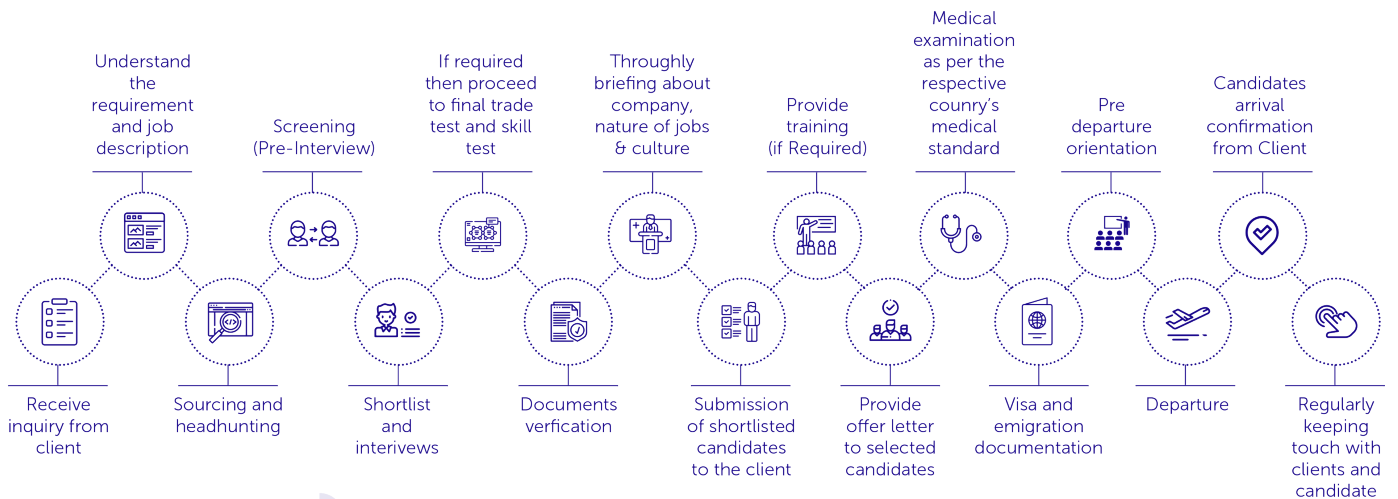 Receive
inquiry from
client
Understand
the
requirement
and job
description
Sourcing and
headhunting
Screening
(Pre-Interview)
Shortlist
and
interivews
If required
then proceed
to final trade
test and skill
test
Documents
verfication
Throughly
briefing about
company,
nature of jobs
& culture
Submission
of shortlisted
candidates
to the client
Provide
training
(if Required)
Provide
offer letter
to selected
candidates
Medical
examination
as per the
respective
counry's
medical
standard
Visa and
emigration
documentation
Pre
departure
orientation
Departure
Candidates
arrival
confirmation
from Client
Regularly
keeping
touch with
clients and
candidate